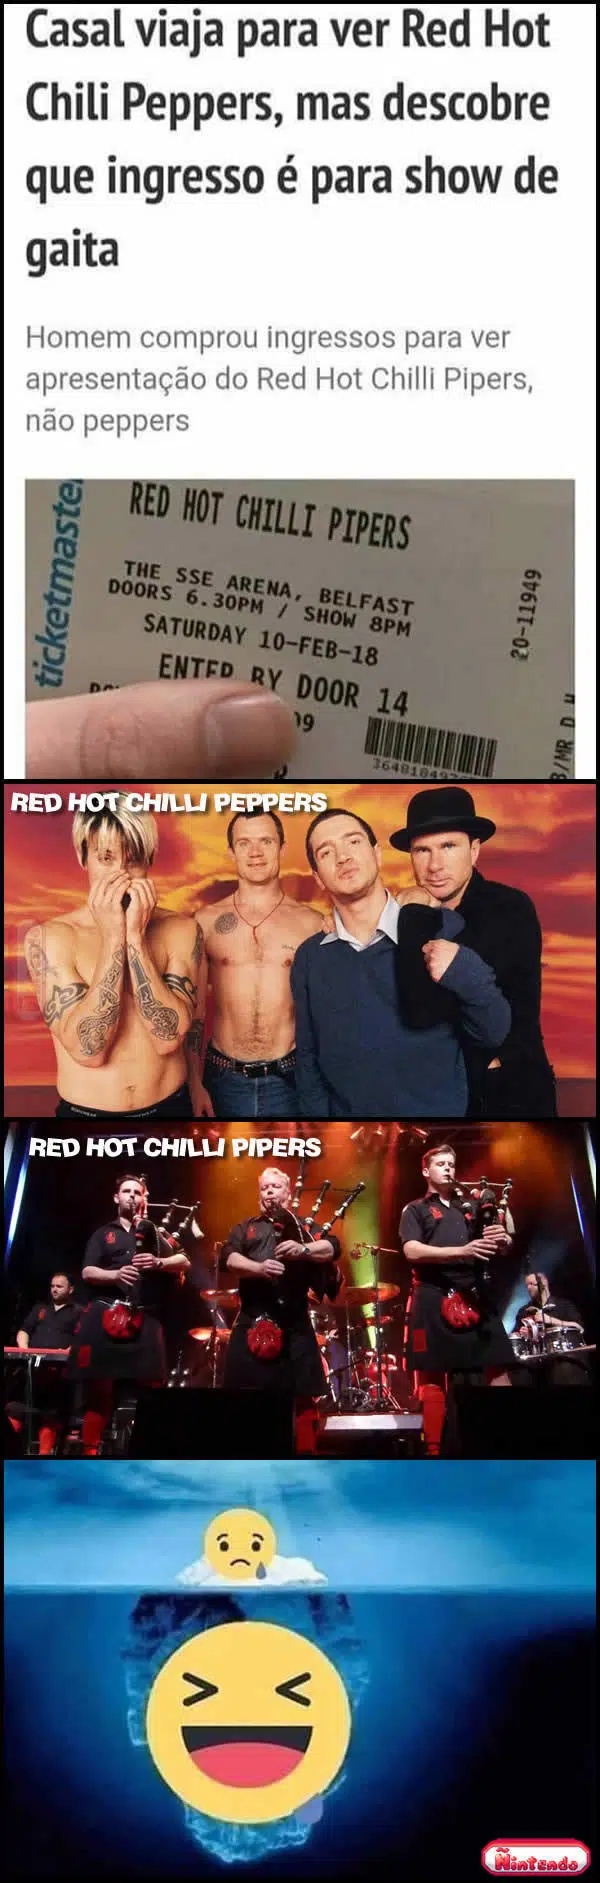 Casal viaja para ver Red Hot
Chili Peppers, mas descobre
que ingresso é para show de
gaita
Homem comprou ingressos para ver
apresentação do Red Hot Chilli Pipers,
não peppers
ticketmaster
RED HOT CHILLI PIPERS
THE SSE ARENA, BELFAST
DOORS 6.30PM / SHOW 8PM
SATURDAY 10-FEB-18
ENTER BY DOOR 14
20-11949
RED HOT CHILLI PEPPERS
RED HOT CHILLI PIPERS
Ñintendo